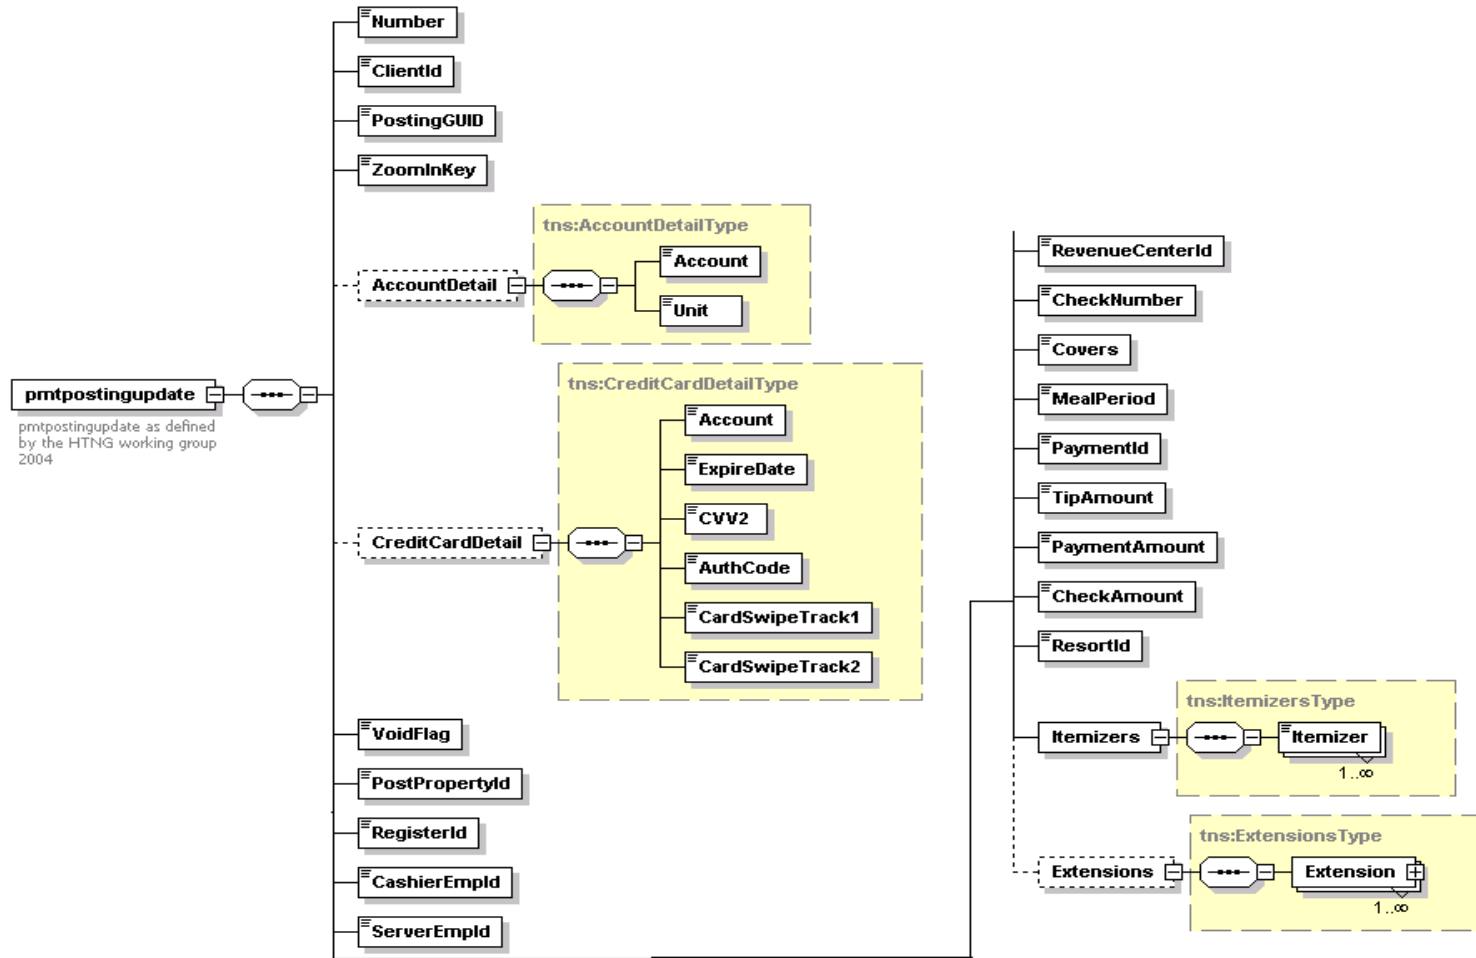 Number
ClientId
PostingGUID
ZoomInKey
tns:AccountDetailType
AccountDetail
Account
Unit
pmtpostingupdate
pmtpostingupdate as defined
by the HTNG working group
2004
tns:CreditCardDetailType
CreditCardDetail
Account
ExpireDate
CVV2
AuthCode
CardSwipeTrack1
CardSwipeTrack2
VoidFlag
PostPropertyId
RegisterId
CashierEmpId
ServerEmpId
RevenueCenterId
CheckNumber
Covers
MealPeriod
PaymentId
TipAmount
PaymentAmount
CheckAmount
ResortId
tns:ItemizersType
Itemizers
Itemizer
1..∞
tns:ExtensionsType
Extensions
Extension
1..∞